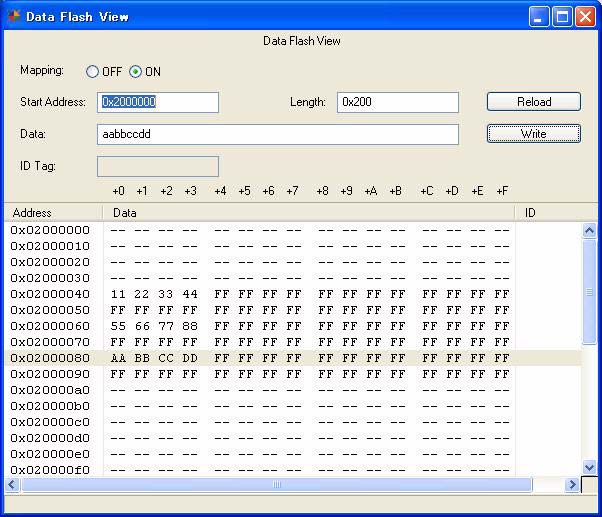 Data Flash View
Data Flash View
Mapping: OFF ON
Start Address: 0x2000000 Length: 0x200 Reload
Data: aabbccdd Write
ID Tag:
+0 +1 +2 +3 +4 +5 +6 +7 +8 +9 +A +B +C +D +E +F
Address Data ID
0x02000000 -- -- -- -- -- -- -- -- -- -- -- -- -- -- -- --
0x02000010 -- -- -- -- -- -- -- -- -- -- -- -- -- -- -- --
0x02000020 -- -- -- -- -- -- -- -- -- -- -- -- -- -- -- --
0x02000030 -- -- -- -- -- -- -- -- -- -- -- -- -- -- -- --
0x02000040 11 22 33 44 FF FF FF FF FF FF FF FF FF FF FF FF
0x02000050 FF FF FF FF FF FF FF FF FF FF FF FF FF FF FF FF
0x02000060 55 66 77 88 FF FF FF FF FF FF FF FF FF FF FF FF
0x02000070 FF FF FF FF FF FF FF FF FF FF FF FF FF FF FF FF
0x02000080 AA BB CC DD FF FF FF FF FF FF FF FF FF FF FF FF
0x02000090 FF FF FF FF FF FF FF FF FF FF FF FF FF FF FF FF
0x020000a0 -- -- -- -- -- -- -- -- -- -- -- -- -- -- -- --
0x020000b0 -- -- -- -- -- -- -- -- -- -- -- -- -- -- -- --
0x020000c0 -- -- -- -- -- -- -- -- -- -- -- -- -- -- -- --
0x020000d0 -- -- -- -- -- -- -- -- -- -- -- -- -- -- -- --
0x020000e0 -- -- -- -- -- -- -- -- -- -- -- -- -- -- -- --
0x020000f0 -- -- -- -- -- -- -- -- -- -- -- -- -- -- -- --